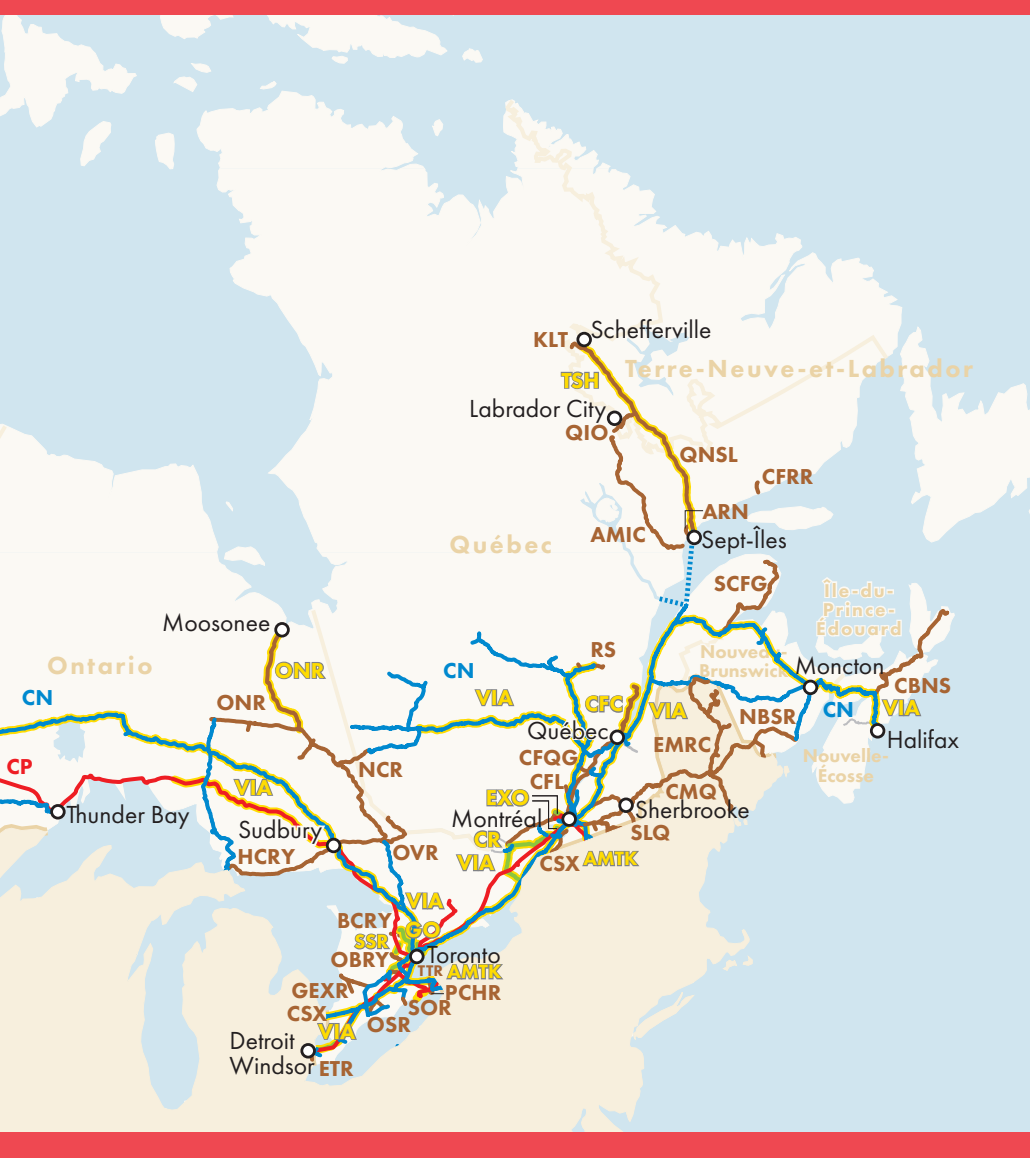 Schefferville
KLT
Terre-Neuve-et-Labrador
TSH
Labrador City
QIO
QNSL
CFRR
ARN
AMIC
Sept-Îles
Québec
SCFG
Île-du-
Prince-
Édouard
Moosonee
RS
Nouveau-
Brunswick
Ontario
ONR
CN
Moncton
CN
VIA
ONR
CFC
VIA
CBNS
CN
VIA
NBSR
Québec
Halifax
EMRC
CFQG
Nouvelle-
Écosse
CP
NCR
CFL
VIA
EXO
CMQ
Thunder Bay
Montréal
Sherbrooke
Sudbury
SLQ
CR
HCRY
OVR
VIA
CSX
AMTK
VIA
BCRY
GO
SSR
OBRY
Toronto
TTR
AMTK
GEXR
PCHR
CSX
SOR
OSR
VIA
Detroit
Windsor
ETR